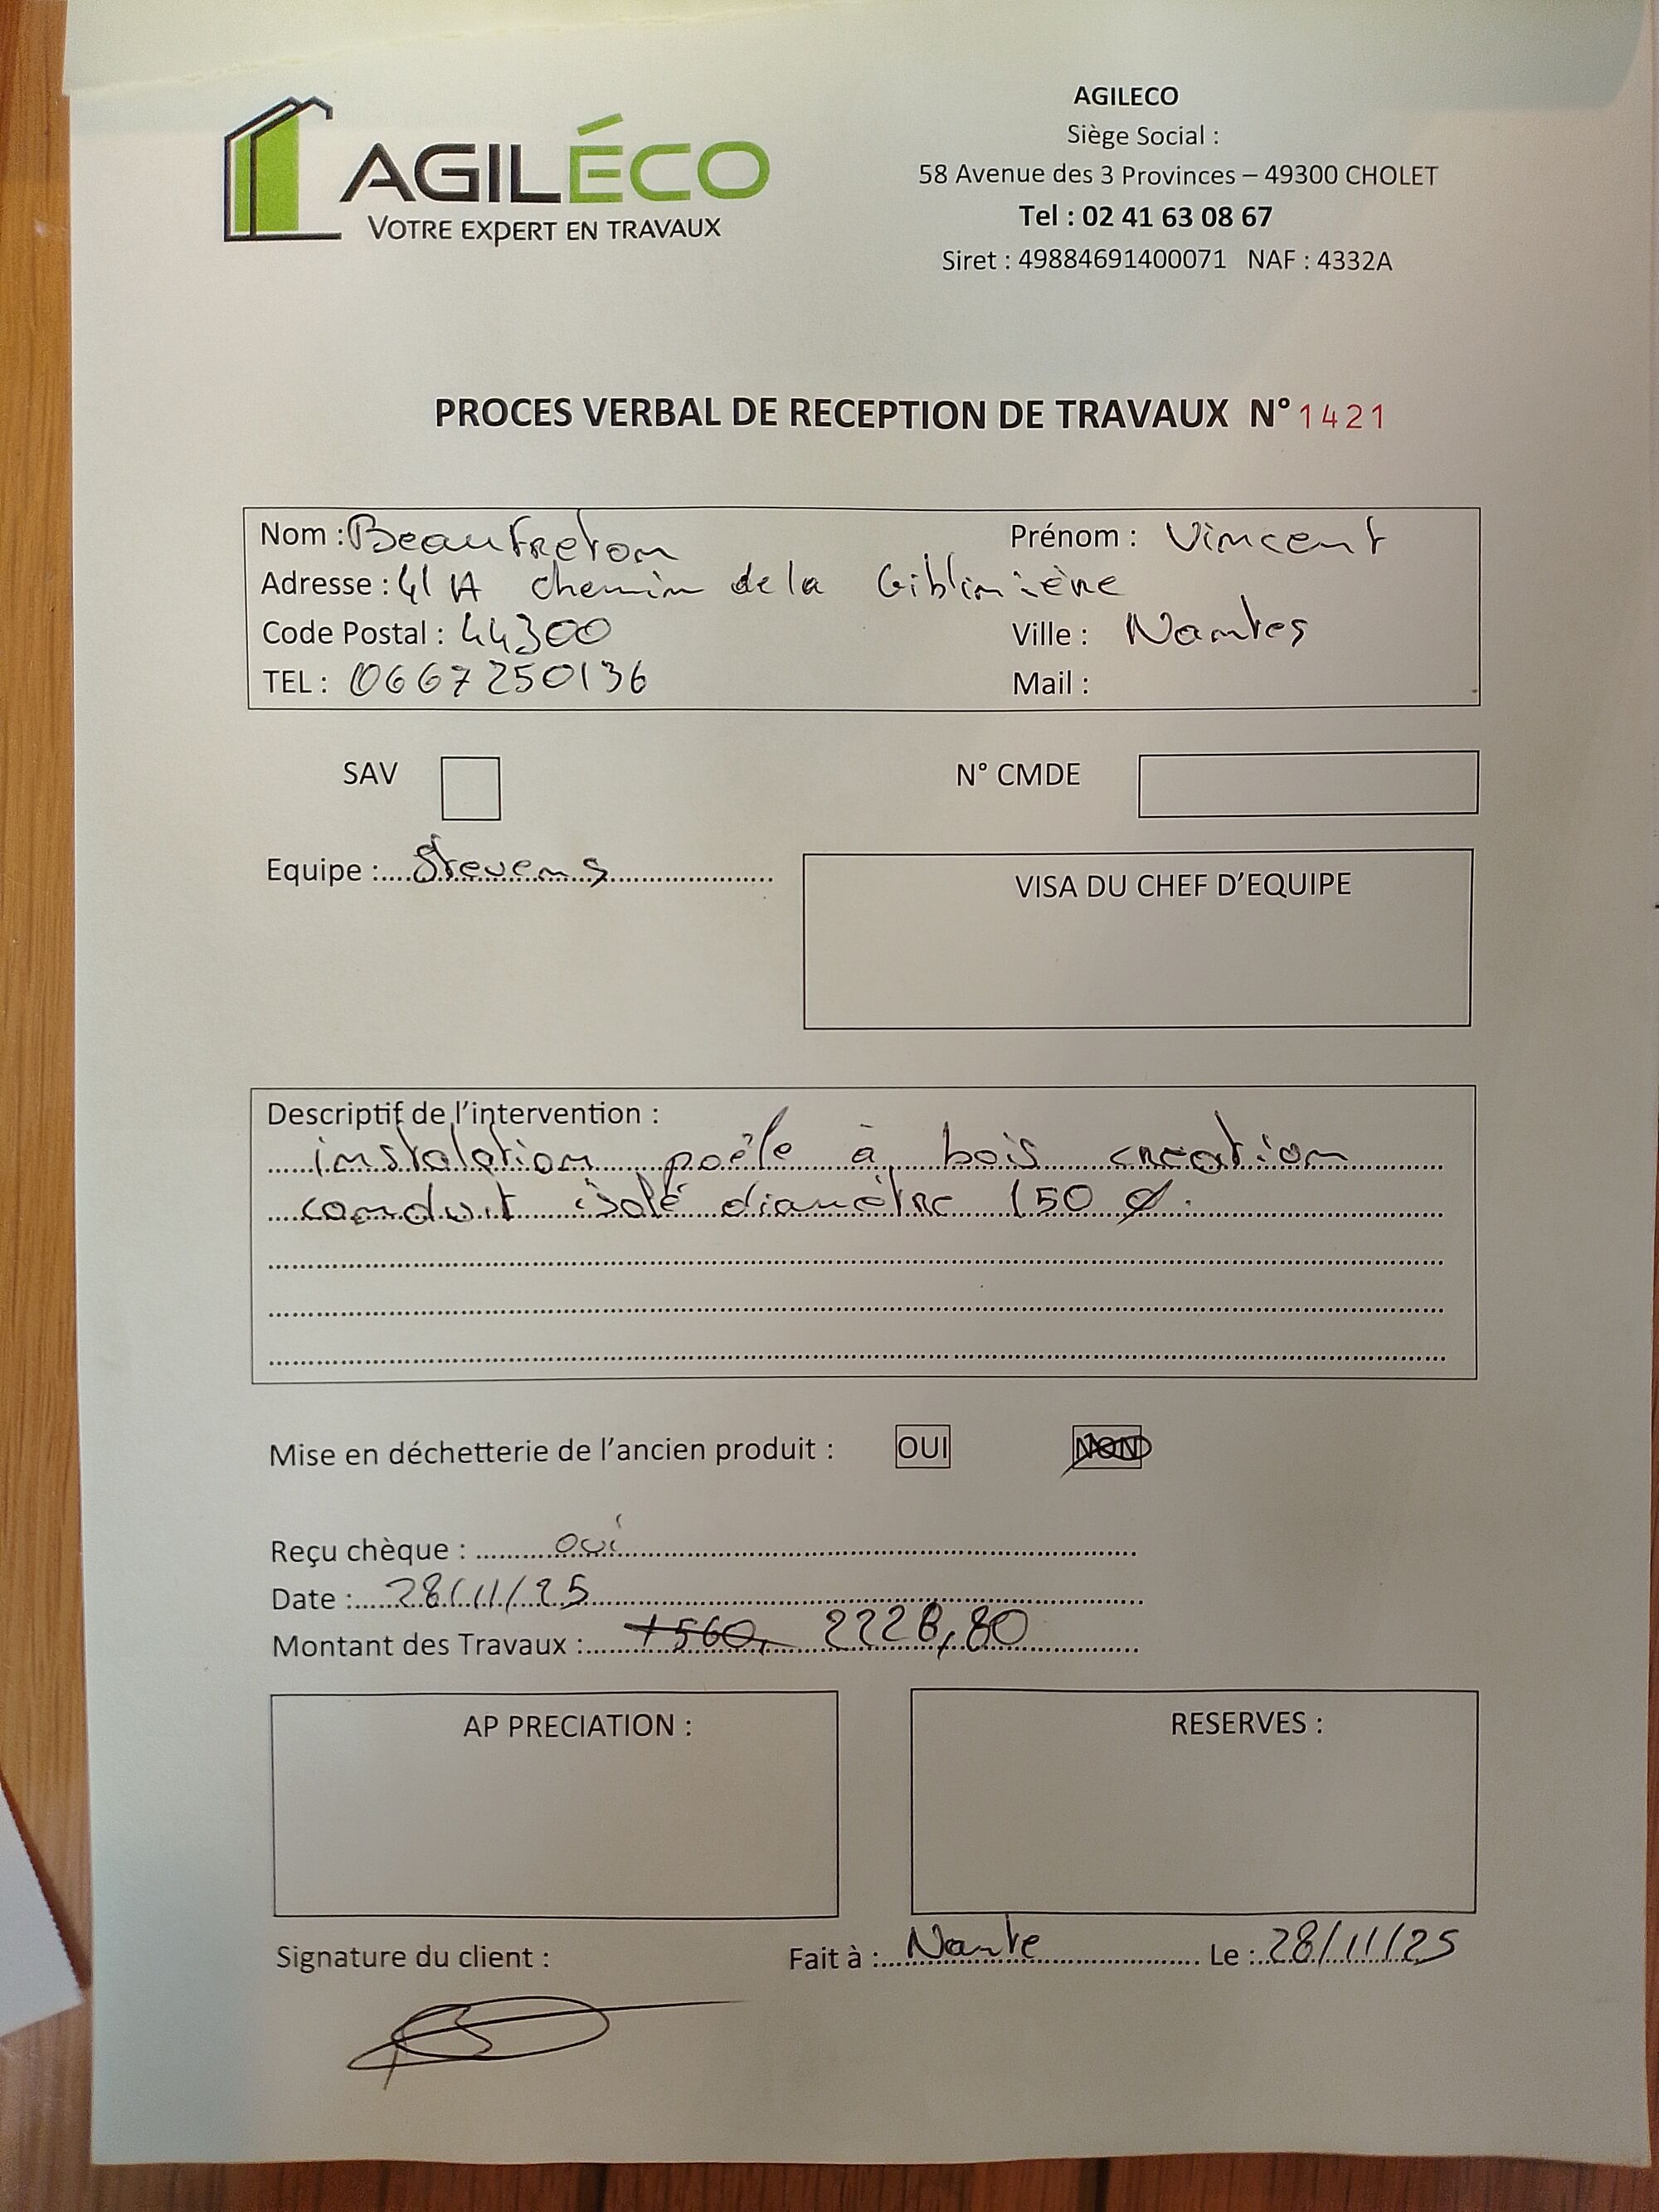 AGILÉCO
VOTRE EXPERT EN TRAVAUX
AGILECO
Siège Social :
58 Avenue des 3 Provinces – 49300 CHOLET
Tel : 02 41 63 08 67
Siret : 49884691400071 NAF : 4332A
PROCES VERBAL DE RECEPTION DE TRAVAUX N° 1421
Nom : Beaufreton Prénom : Vincent
Adresse : 41 A chemin de la
Code Postal : 44300 Ville : Nantes
TEL : 0667250136 Mail :
SAV N° CMDE
Equipe : Stevens
VISA DU CHEF D'EQUIPE
Descriptif de l'intervention :
instalation poêle à bois creation
conduit isolé diamètre 150 ø.
Mise en déchetterie de l'ancien produit : OUI NON
Reçu chèque : oui
Date : 28/11/25
Montant des Travaux : 2228,80
AP PRECIATION : RESERVES :
Signature du client : Fait à : Nante Le : 28/11/25